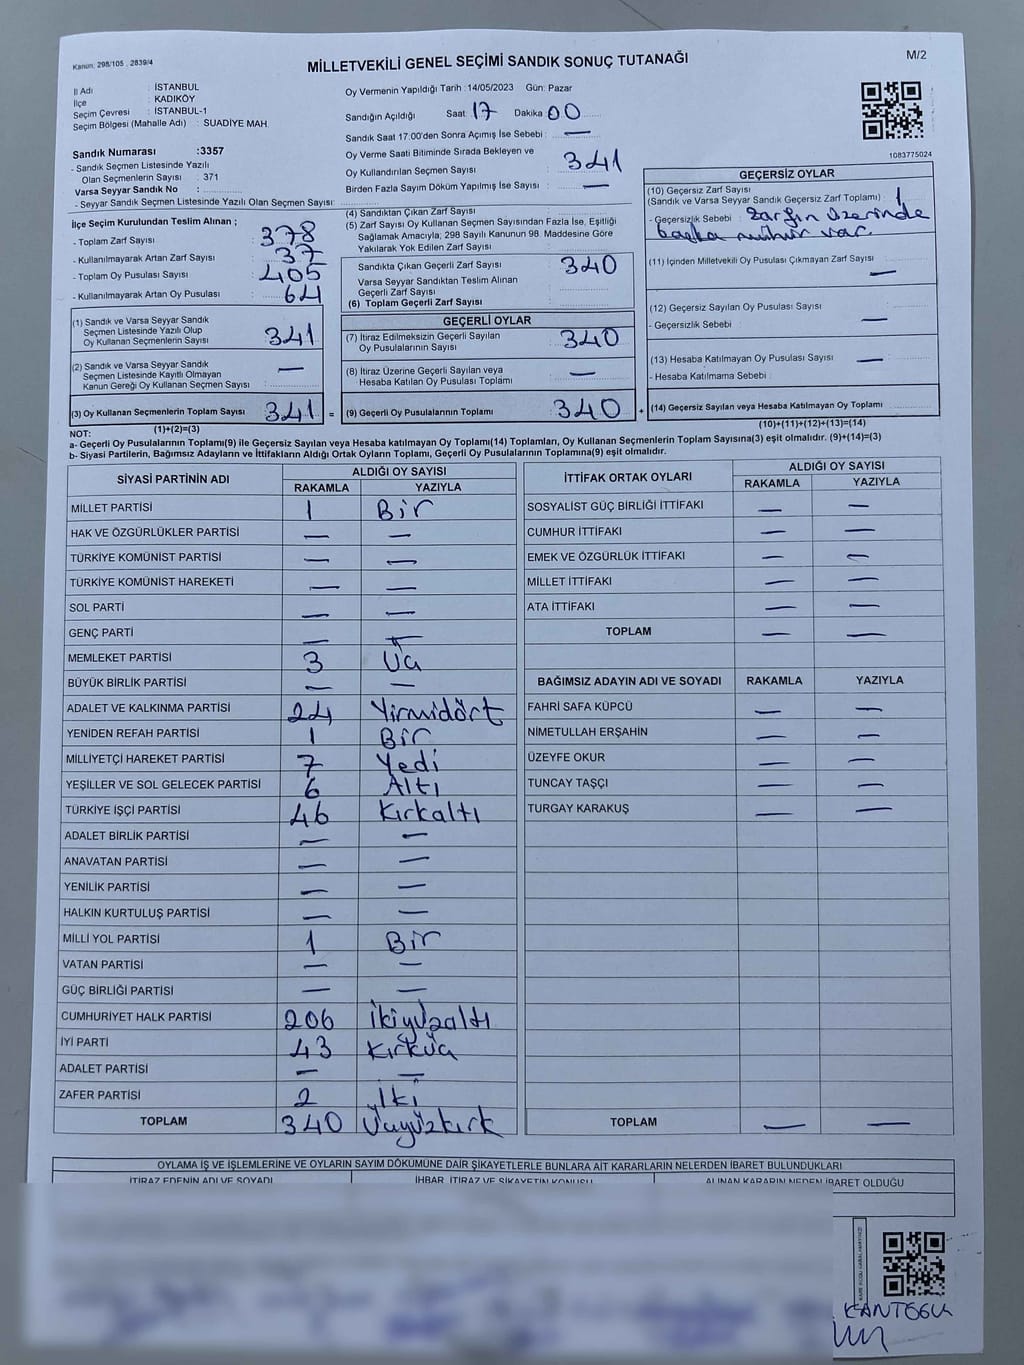 Kanun: 298/105 , 2839/4
MİLLETVEKİLİ GENEL SEÇİMİ SANDIK SONUÇ TUTANAĞI
M/2
İl Adı : İSTANBUL
İlçe : KADIKÖY
Seçim Çevresi : İSTANBUL-1
Seçim Bölgesi (Mahalle Adı) : SUADİYE MAH.
Sandık Numarası :3357
- Sandık Seçmen Listesinde Yazılı
Olan Seçmenlerin Sayısı : 371
Varsa Seyyar Sandık No :
- Seyyar Sandık Seçmen Listesinde Yazılı Olan Seçmen Sayısı:
Oy Vermenin Yapıldığı Tarih :14/05/2023 Gün: Pazar
Sandığın Açıldığı Saat: 17 Dakika: 00
Sandık Saat 17.00'den Sonra Açımış İse Sebebi : —
Oy Verme Saati Bitiminde Sırada Bekleyen ve
Oy Kullandırılan Seçmen Sayısı : 341
Birden Fazla Sayım Döküm Yapılmış İse Sayısı : —
1083775024
İlçe Seçim Kurulundan Teslim Alınan ;
- Toplam Zarf Sayısı : 378
- Kullanılmayarak Artan Zarf Sayısı : 37
- Toplam Oy Pusulası Sayısı : 405
- Kullanılmayarak Artan Oy Pusulası : 64
(1) Sandık ve Varsa Seyyar Sandık
Seçmen Listesinde Yazılı Olup
Oy Kullanan Seçmenlerin Sayısı : 341
(2) Sandık ve Varsa Seyyar Sandık
Seçmen Listesinde Kayıtlı Olmayan
Kanun Gereği Oy Kullanan Seçmen Sayısı : —
(3) Oy Kullanan Seçmenlerin Toplam Sayısı : 341 =
(1)+(2)=(3)
(4) Sandıktan Çıkan Zarf Sayısı :
(5) Zarf Sayısı Oy Kullanan Seçmen Sayısından Fazla İse, Eşitliği
Sağlamak Amacıyla; 298 Sayılı Kanunun 98. Maddesine Göre
Yakılarak Yok Edilen Zarf Sayısı :
Sandıkta Çıkan Geçerli Zarf Sayısı : 340
Varsa Seyyar Sandıktan Teslim Alınan
Geçerli Zarf Sayısı :
(6) Toplam Geçerli Zarf Sayısı :
GEÇERLİ OYLAR
(7) İtiraz Edilmeksizin Geçerli Sayılan
Oy Pusulalarının Sayısı : 340
(8) İtiraz Üzerine Geçerli Sayılan veya
Hesaba Katılan Oy Pusulası Toplamı : —
(9) Geçerli Oy Pusulalarının Toplamı : 340 +
GEÇERSİZ OYLAR
(10) Geçersiz Zarf Sayısı
(Sandık ve Varsa Seyyar Sandık Geçersiz Zarf Toplamı) : 1
- Geçersizlik Sebebi : Zarfın üzerinde
başka mühür var.
(11) İçinden Milletvekili Oy Pusulası Çıkmayan Zarf Sayısı : —
(12) Geçersiz Sayılan Oy Pusulası Sayısı : —
- Geçersizlik Sebebi :
(13) Hesaba Katılmayan Oy Pusulası Sayısı : —
- Hesaba Katılmama Sebebi :
(14) Geçersiz Sayılan veya Hesaba Katılmayan Oy Toplamı :
(10)+(11)+(12)+(13)=(14)
NOT:
a- Geçerli Oy Pusulalarının Toplamı(9) ile Geçersiz Sayılan veya Hesaba katılmayan Oy Toplamı(14) Toplamları, Oy Kullanan Seçmenlerin Toplam Sayısına(3) eşit olmalıdır. (9)+(14)=(3)
b- Siyasi Partilerin, Bağımsız Adayların ve İttifakların Aldığı Ortak Oyların Toplamı, Geçerli Oy Pusulalarının Toplamına(9) eşit olmalıdır.
SİYASİ PARTİNİN ADI ALDIĞI OY SAYISI
RAKAMLA YAZIYLA
MİLLET PARTİSİ 1 Bir
HAK VE ÖZGÜRLÜKLER PARTİSİ — —
TÜRKİYE KOMÜNİST PARTİSİ — —
TÜRKİYE KOMÜNİST HAREKETİ — —
SOL PARTİ — —
GENÇ PARTİ — —
MEMLEKET PARTİSİ 3 Üç
BÜYÜK BİRLİK PARTİSİ — —
ADALET VE KALKINMA PARTİSİ 24 Yirmidört
YENİDEN REFAH PARTİSİ 1 Bir
MİLLİYETÇİ HAREKET PARTİSİ 7 Yedi
YEŞİLLER VE SOL GELECEK PARTİSİ 6 Altı
TÜRKİYE İŞÇİ PARTİSİ 46 Kırkaltı
ADALET BİRLİK PARTİSİ — —
ANAVATAN PARTİSİ — —
YENİLİK PARTİSİ — —
HALKIN KURTULUŞ PARTİSİ — —
MİLLİ YOL PARTİSİ 1 Bir
VATAN PARTİSİ — —
GÜÇ BİRLİĞİ PARTİSİ — —
CUMHURİYET HALK PARTİSİ 206 İkiyüzaltı
İYİ PARTİ 43 Kırküç
ADALET PARTİSİ — —
ZAFER PARTİSİ 2 İki
TOPLAM 340 Üçyüzkırk
İTTİFAK ORTAK OYLARI ALDIĞI OY SAYISI
RAKAMLA YAZIYLA
SOSYALİST GÜÇ BİRLİĞİ İTTİFAKI — —
CUMHUR İTTİFAKI — —
EMEK VE ÖZGÜRLÜK İTTİFAKI — —
MİLLET İTTİFAKI — —
ATA İTTİFAKI — —
TOPLAM — —
BAĞIMSIZ ADAYIN ADI VE SOYADI RAKAMLA YAZIYLA
FAHRİ SAFA KÜPCÜ — —
NİMETULLAH ERŞAHİN — —
ÜZEYFE OKUR — —
TUNCAY TAŞÇI — —
TURGAY KARAKUŞ — —
TOPLAM — —
OYLAMA İŞ VE İŞLEMLERİNE VE OYLARIN SAYIM DÖKÜMÜNE DAİR ŞİKAYETLERLE BUNLARA AİT KARARLARIN NELERDEN İBARET BULUNDUKLARI
İTİRAZ EDENİN ADI VE SOYADI İHBAR, İTİRAZ VE ŞİKAYETİN KONUSU ALINAN KARARIN NEDEN İBARET OLDUĞU